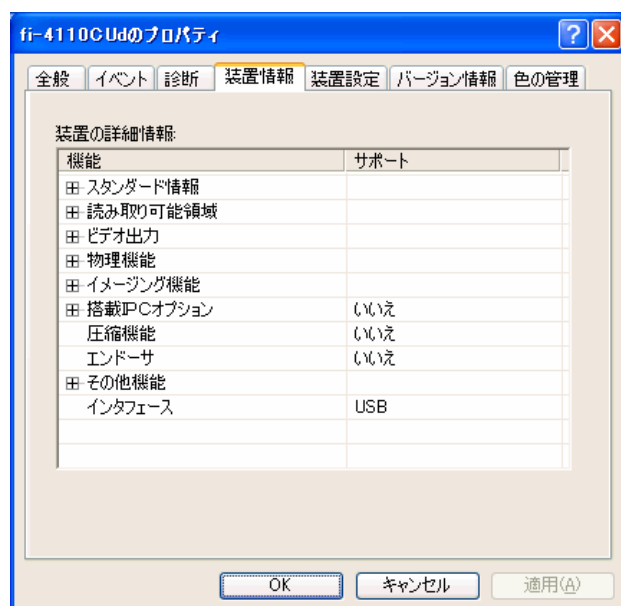 fi-4110CUdのプロパティ
全般 イベント 診断 装置情報 装置設定 バージョン情報 色の管理
装置の詳細情報:
機能 サポート
スタンダード情報
読み取り可能領域
ビデオ出力
物理機能
イメージング機能
搭載IPCオプション いいえ
圧縮機能 いいえ
エンドーサ いいえ
その他機能
インタフェース USB
OK キャンセル 適用(A)